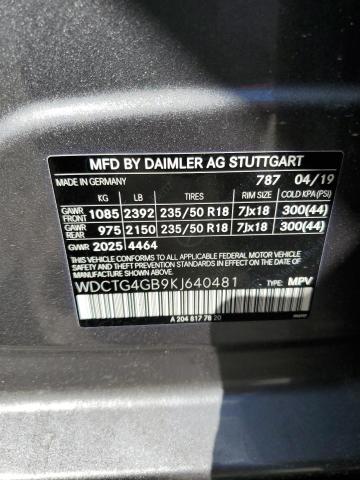 MFD BY DAIMLER AG STUTTGART
MADE IN GERMANY 787 04/19
KG LB TIRES RIM SIZE COLD KPA(PSI)
GAWR FRONT 1085 2392 235/50 R18 7Jx18 300(44)
GAWR REAR 975 2150 235/50 R18 7Jx18 300(44)
GWR 2025 4464
THIS VEHICLE CONFORMS TO ALL APPLICABLE FEDERAL MOTOR VEHICLE
SAFETY AND THEFT PREVENTION STANDARDS IN EFFECT ON THE DATE OF
MANUFACTURE SHOWN ABOVE.
WDCTG4GB9KJ640481 TYPE: MPV
A 204 817 78 20